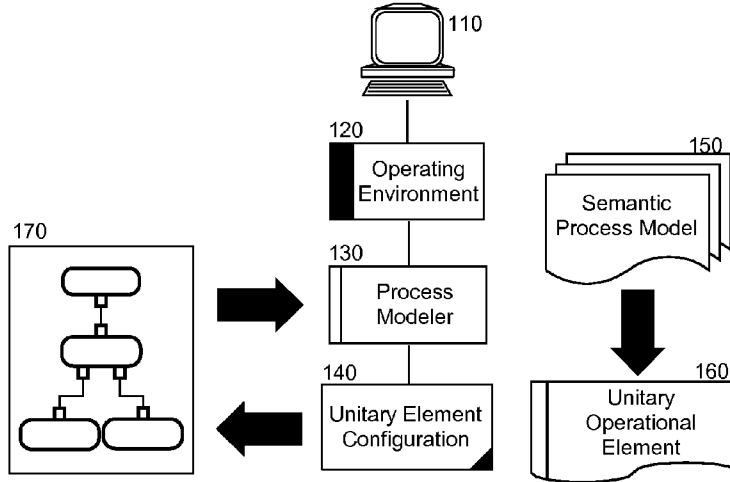 110
120
Operating
Environment
150
Semantic
Process Model
170
130
Process
Modeler
140
Unitary Element
Configuration
160
Unitary
Operational
Element